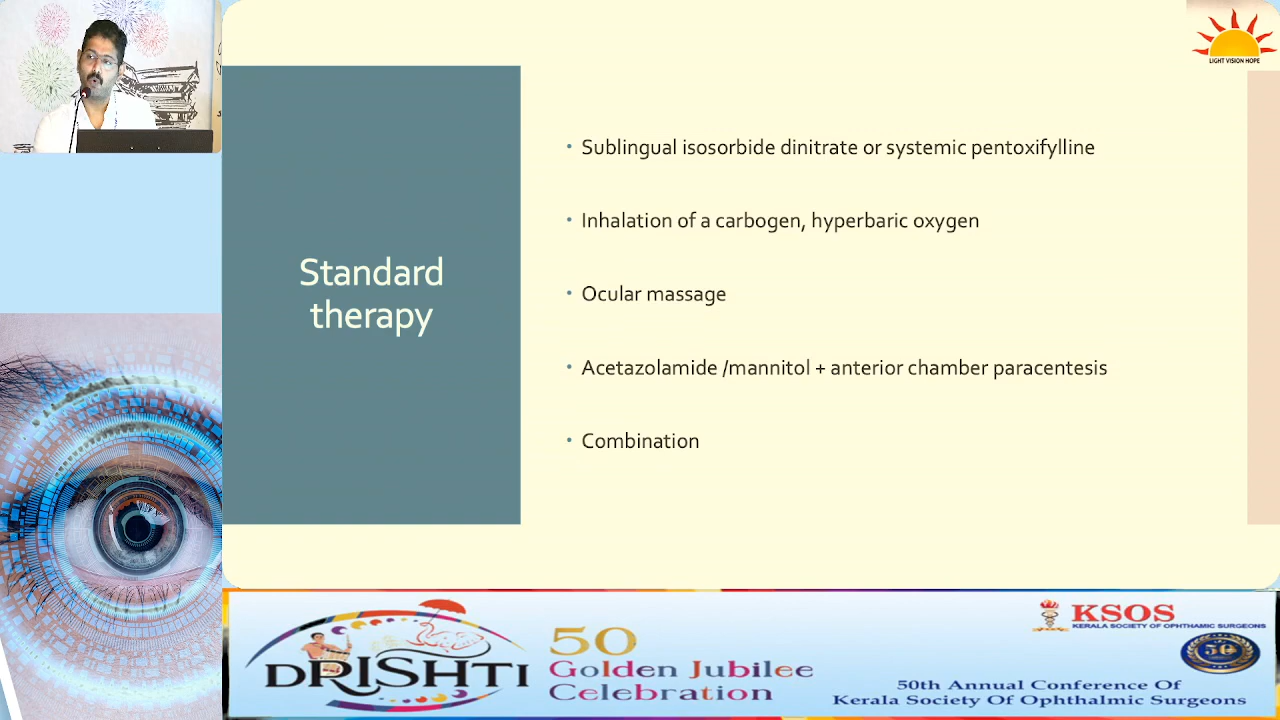 LIGHT VISION HOPE
Standard
therapy
• Sublingual isosorbide dinitrate or systemic pentoxifylline
• Inhalation of a carbogen, hyperbaric oxygen
• Ocular massage
• Acetazolamide /mannitol + anterior chamber paracentesis
• Combination
DRISHTI
50
Golden Jubilee
Celebration
KSOS
KERALA SOCIETY OF OPHTHAMIC SURGEONS
50
50th Annual Conference Of
Kerala Society Of Ophthalmic Surgeons